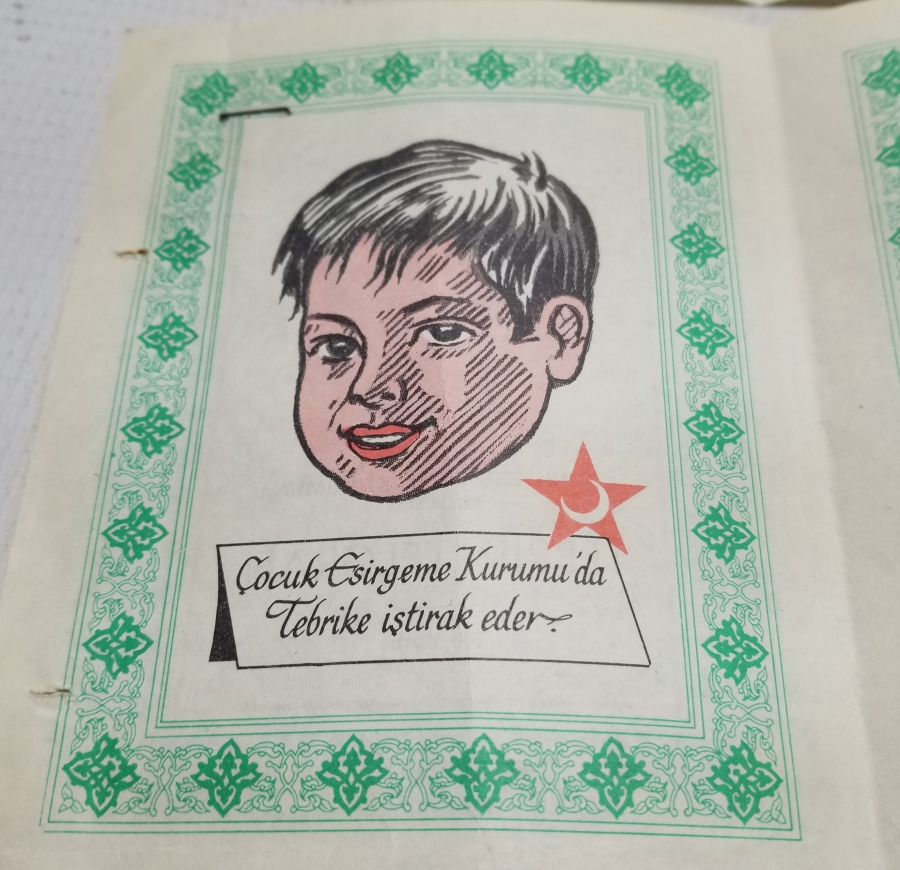 Çocuk Esirgeme Kurumu'da
Tebrike iştirak eder.